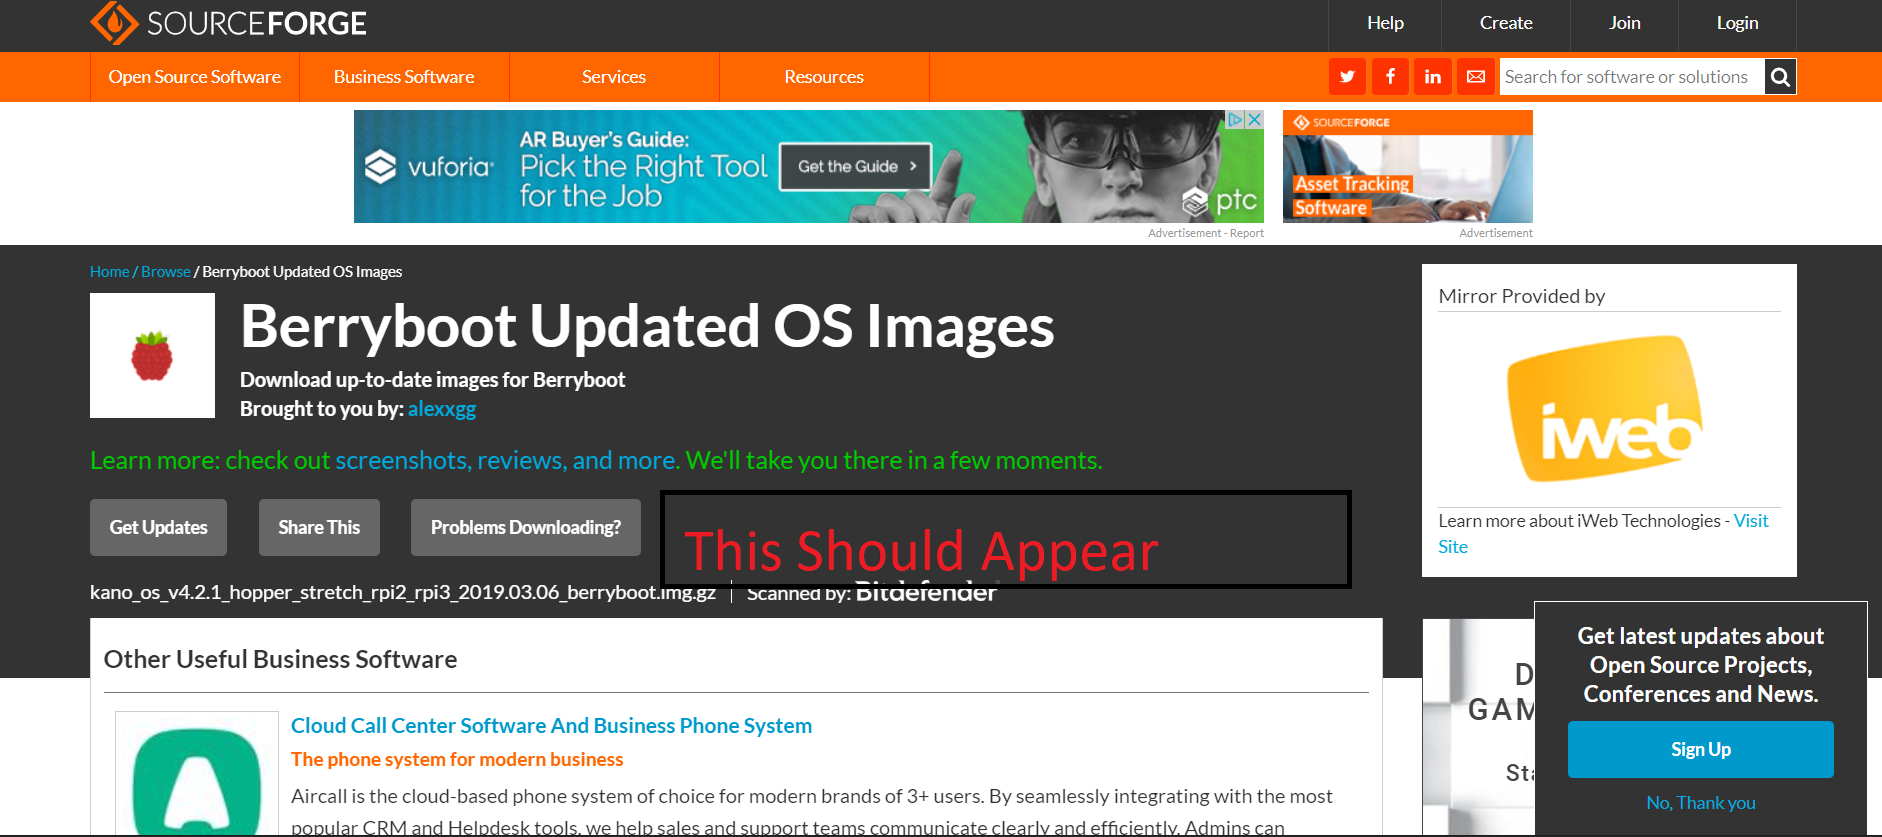 SOURCEFORGE
Help Create Join Login
Open Source Software Business Software Services Resources
Search for software or solutions
vuforia
AR Buyer's Guide:
Pick the Right Tool
for the Job
Get the Guide >
ptc
Advertisement - Report
SOURCEFORGE
Asset Tracking
Software
Advertisement
Home / Browse / Berryboot Updated OS Images
Berryboot Updated OS Images
Download up-to-date images for Berryboot
Brought to you by: alexxgg
Learn more: check out screenshots, reviews, and more. We'll take you there in a few moments.
Get Updates Share This Problems Downloading?
This Should Appear
kano_os_v4.2.1_hopper_stretch_rpi2_rpi3_2019.03.06_berryboot.img.gz | Scanned by: Bitdefender
Mirror Provided by
iweb
Learn more about iWeb Technologies - Visit
Site
Other Useful Business Software
Cloud Call Center Software And Business Phone System
The phone system for modern business
Aircall is the cloud-based phone system of choice for modern brands of 3+ users. By seamlessly integrating with the most
popular CRM and Helpdesk tools, we help sales and support teams communicate clearly and efficiently. Admins can
Get latest updates about
Open Source Projects,
Conferences and News.
Sign Up
No, Thank you